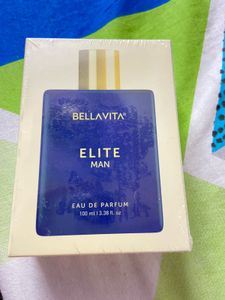 BELLAVITA®
ELITE
MAN
EAU DE PARFUM
100 ml | 3.38 fl. oz